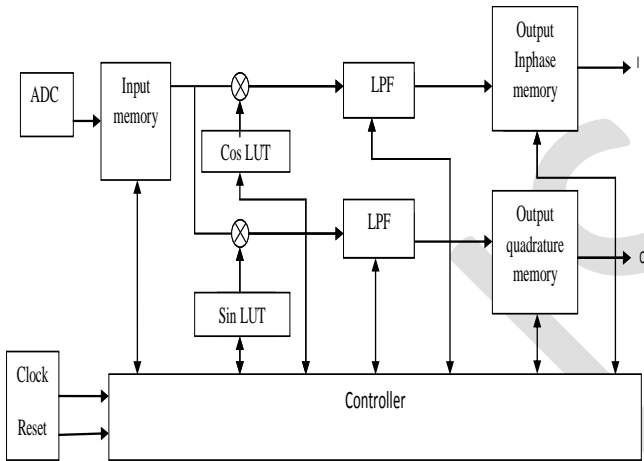 ADC
Input
memory
Cos LUT
Sin LUT
LPF
LPF
Output
Inphase
memory
I
Output
quadrature
memory
Clock
Reset
Controller